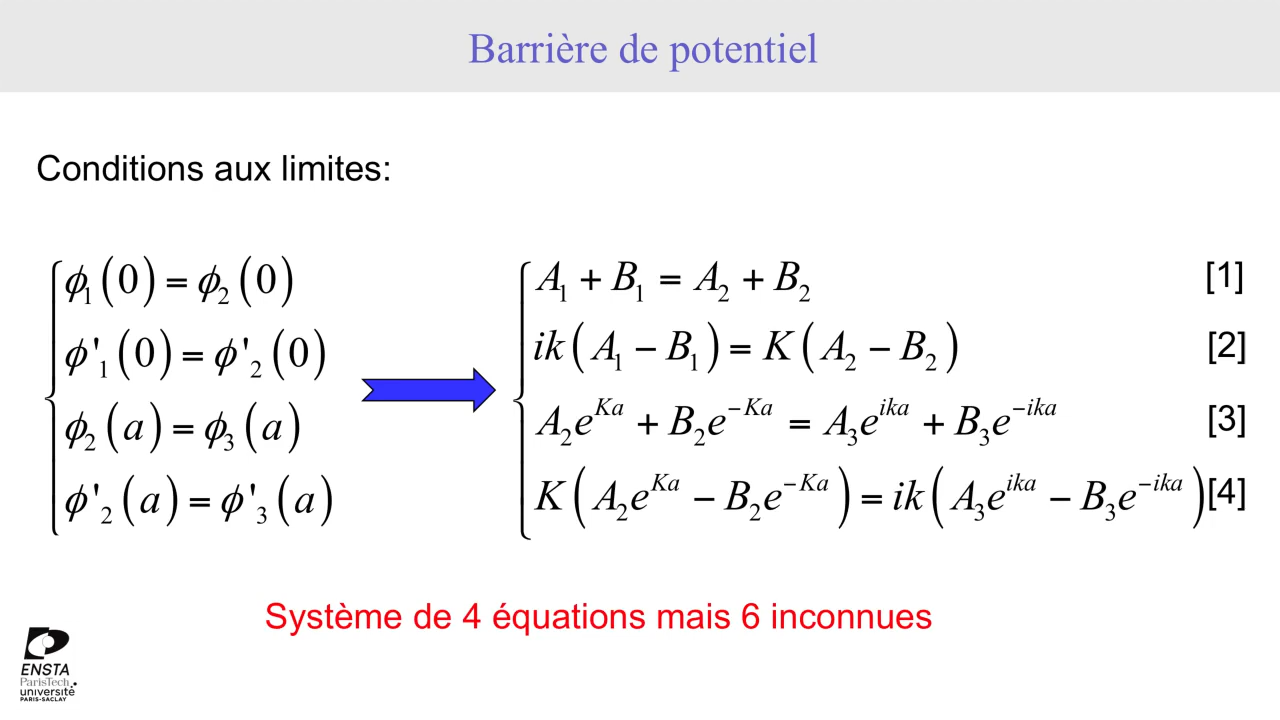 Barrière de potentiel
Conditions aux limites:
ϕ₁(0) = ϕ₂(0)
ϕ'₁(0) = ϕ'₂(0)
ϕ₂(a) = ϕ₃(a)
ϕ'₂(a) = ϕ'₃(a)
A₁ + B₁ = A₂ + B₂ [1]
ik(A₁ − B₁) = K(A₂ − B₂) [2]
A₂e^{Ka} + B₂e^{−Ka} = A₃e^{ika} + B₃e^{−ika} [3]
K(A₂e^{Ka} − B₂e^{−Ka}) = ik(A₃e^{ika} − B₃e^{−ika}) [4]
Système de 4 équations mais 6 inconnues
ENSTA
ParisTech
université
PARIS-SACLAY